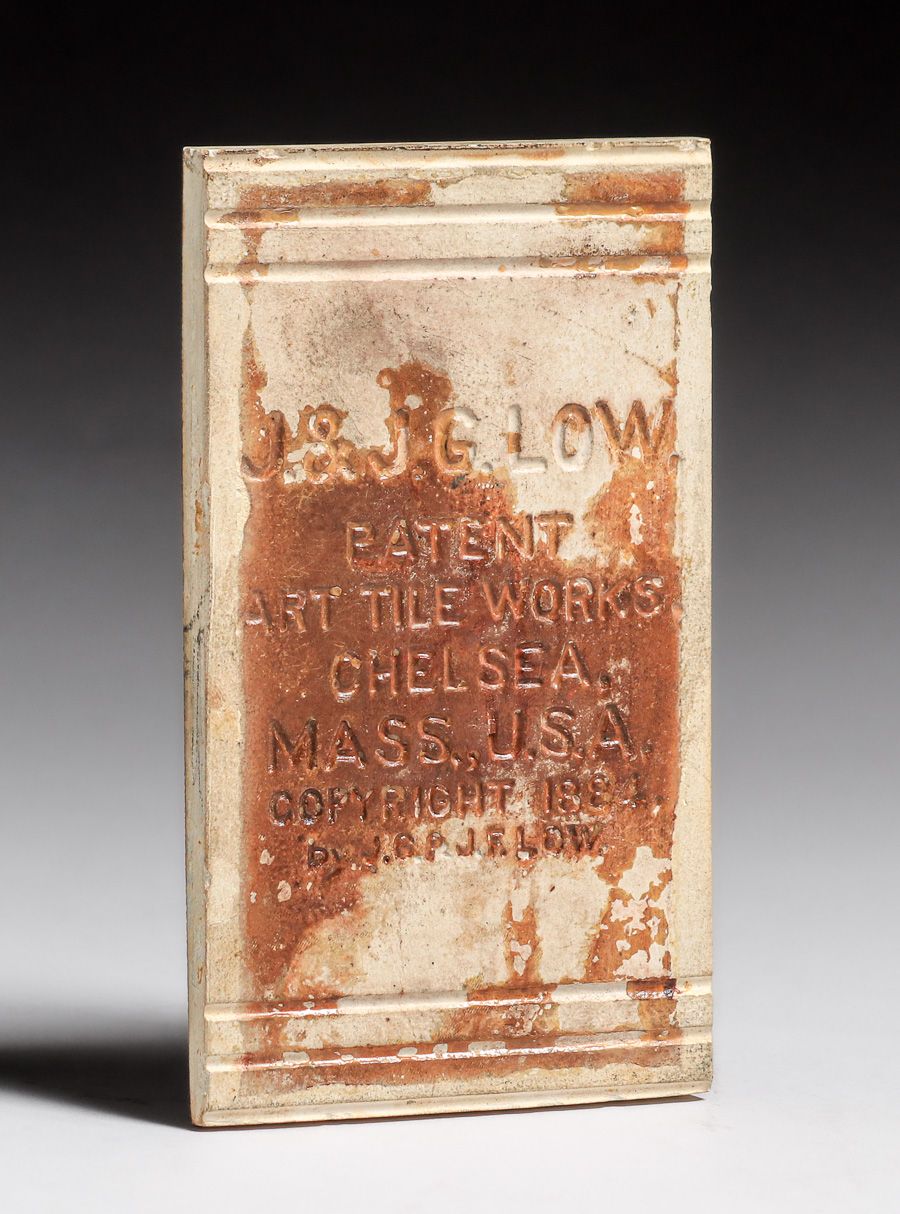 J. & J. G. LOW.
PATENT
ART TILE WORKS.
CHELSEA,
MASS., U.S.A.
COPYRIGHT 1884.
by J.G & J.F. LOW.